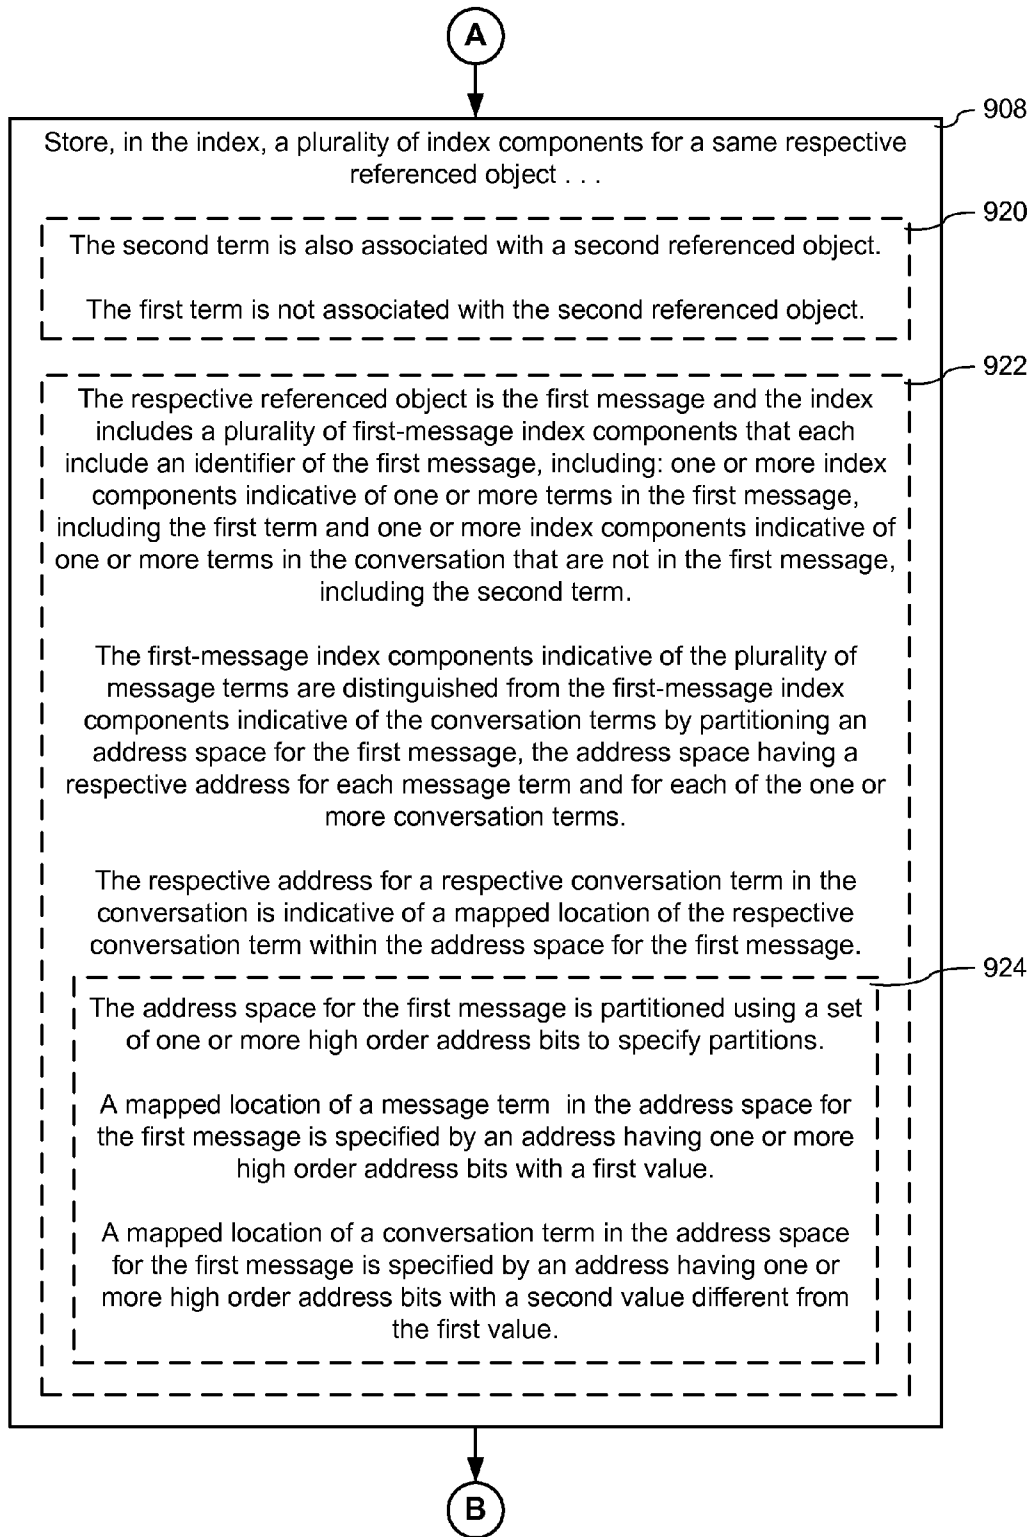 A
908
Store, in the index, a plurality of index components for a same respective
referenced object . . .
920
The second term is also associated with a second referenced object.
The first term is not associated with the second referenced object.
922
The respective referenced object is the first message and the index
includes a plurality of first-message index components that each
include an identifier of the first message, including: one or more index
components indicative of one or more terms in the first message,
including the first term and one or more index components indicative of
one or more terms in the conversation that are not in the first message,
including the second term.
The first-message index components indicative of the plurality of
message terms are distinguished from the first-message index
components indicative of the conversation terms by partitioning an
address space for the first message, the address space having a
respective address for each message term and for each of the one or
more conversation terms.
The respective address for a respective conversation term in the
conversation is indicative of a mapped location of the respective
conversation term within the address space for the first message.
924
The address space for the first message is partitioned using a set
of one or more high order address bits to specify partitions.
A mapped location of a message term in the address space for
the first message is specified by an address having one or more
high order address bits with a first value.
A mapped location of a conversation term in the address space
for the first message is specified by an address having one or
more high order address bits with a second value different from
the first value.
B